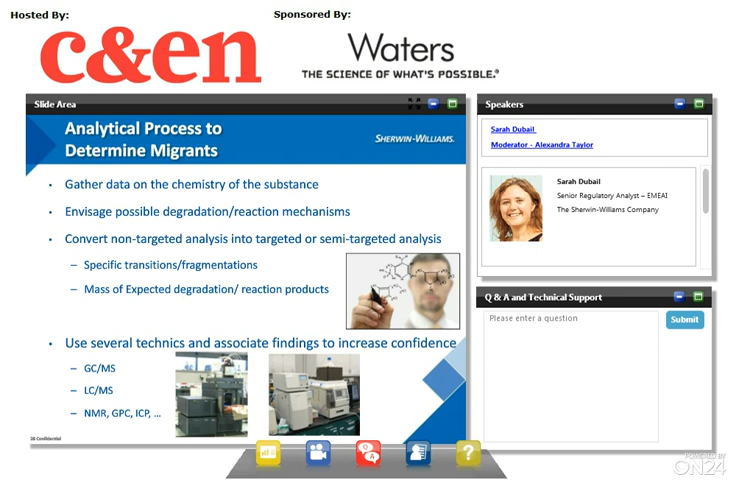 Hosted By:
Sponsored By:
c&en
Waters
THE SCIENCE OF WHAT'S POSSIBLE.®
Slide Area
Analytical Process to
Determine Migrants
SHERWIN-WILLIAMS.
• Gather data on the chemistry of the substance
• Envisage possible degradation/reaction mechanisms
• Convert non-targeted analysis into targeted or semi-targeted analysis
– Specific transitions/fragmentations
– Mass of Expected degradation/ reaction products
• Use several technics and associate findings to increase confidence
– GC/MS
– LC/MS
– NMR, GPC, ICP, ...
28 Confidential
Speakers
Sarah Dubail
Moderator - Alexandra Taylor
Sarah Dubail
Senior Regulatory Analyst – EMEAI
The Sherwin-Williams Company
Q & A and Technical Support
Please enter a question
Submit
Q
A
?
POWERED BY
ON24